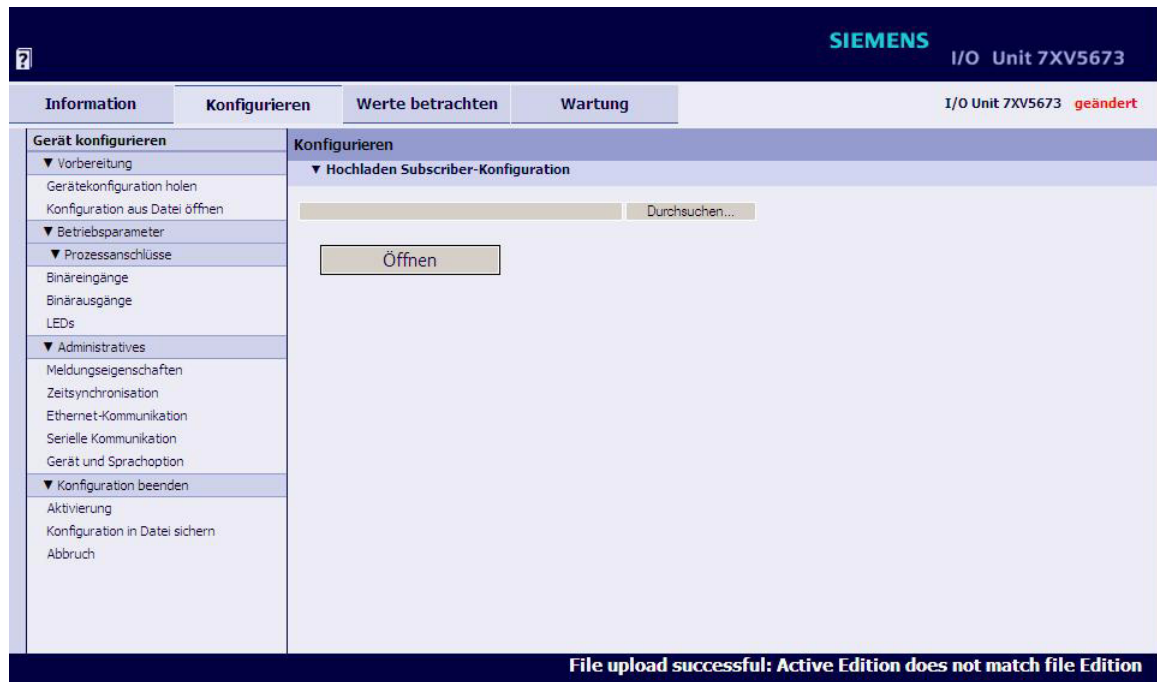 ?
SIEMENS
I/O Unit 7XV5673
Information
Konfigurieren
Werte betrachten
Wartung
I/O Unit 7XV5673 geändert
Gerät konfigurieren
▼ Vorbereitung
Gerätekonfiguration holen
Konfiguration aus Datei öffnen
▼ Betriebsparameter
▼ Prozessanschlüsse
Binäreingänge
Binärausgänge
LEDs
▼ Administratives
Meldungseigenschaften
Zeitsynchronisation
Ethernet-Kommunikation
Serielle Kommunikation
Gerät und Sprachoption
▼ Konfiguration beenden
Aktivierung
Konfiguration in Datei sichern
Abbruch
Konfigurieren
▼ Hochladen Subscriber-Konfiguration
Durchsuchen...
Öffnen
File upload successful: Active Edition does not match file Edition